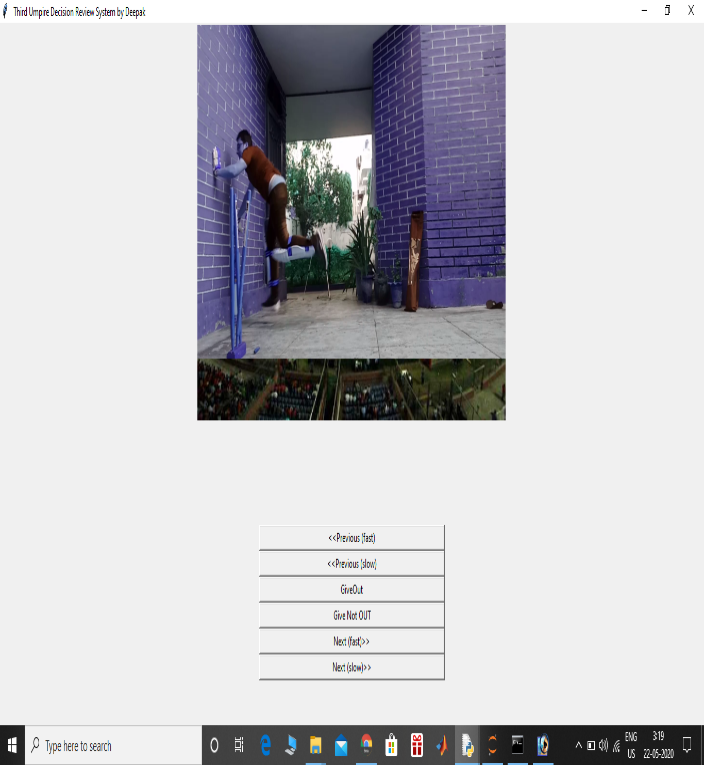 Third Umpire Decision Review System by Deepak
<<Previous (fast)
<<Previous (slow)
GiveOut
Give Not OUT
Next (fast)>>
Next (slow)>>
Type here to search
ENG
US
3:19
22-05-2020